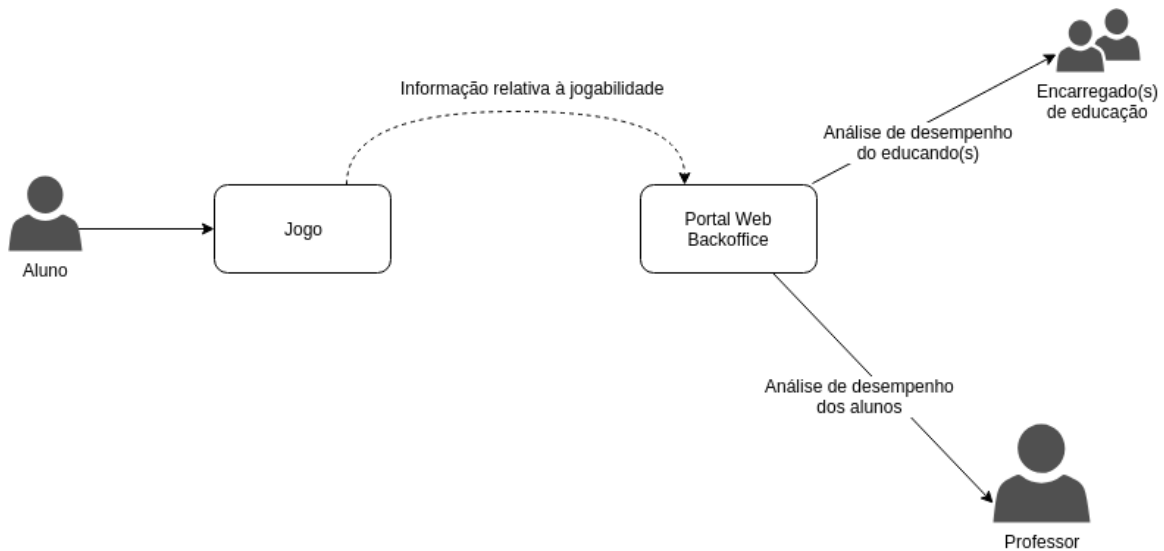 Informação relativa à jogabilidade
Encarregado(s)
de educação
Análise de desempenho
do educando(s)
Aluno
Jogo
Portal Web
Backoffice
Análise de desempenho
dos alunos
Professor